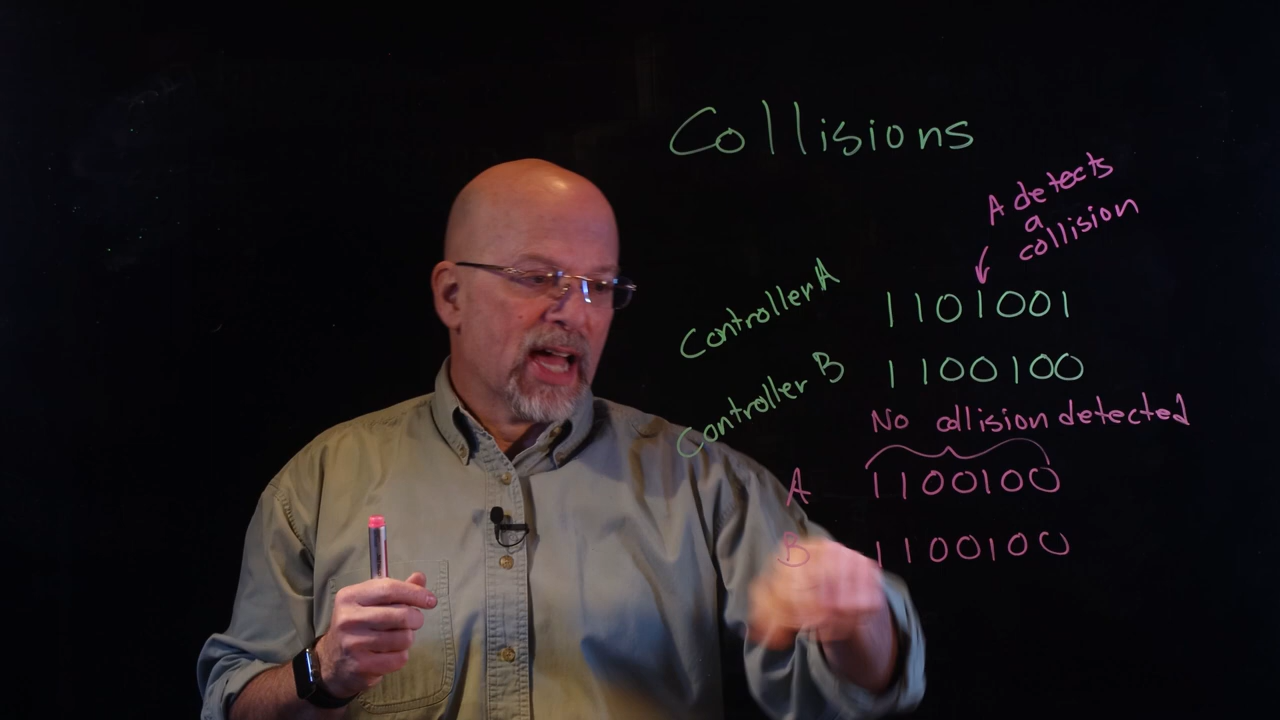 Collisions
A detects
a
collision
Controller A 1101001
Controller B 1100100
No collision detected
A 1100100
B 1100100